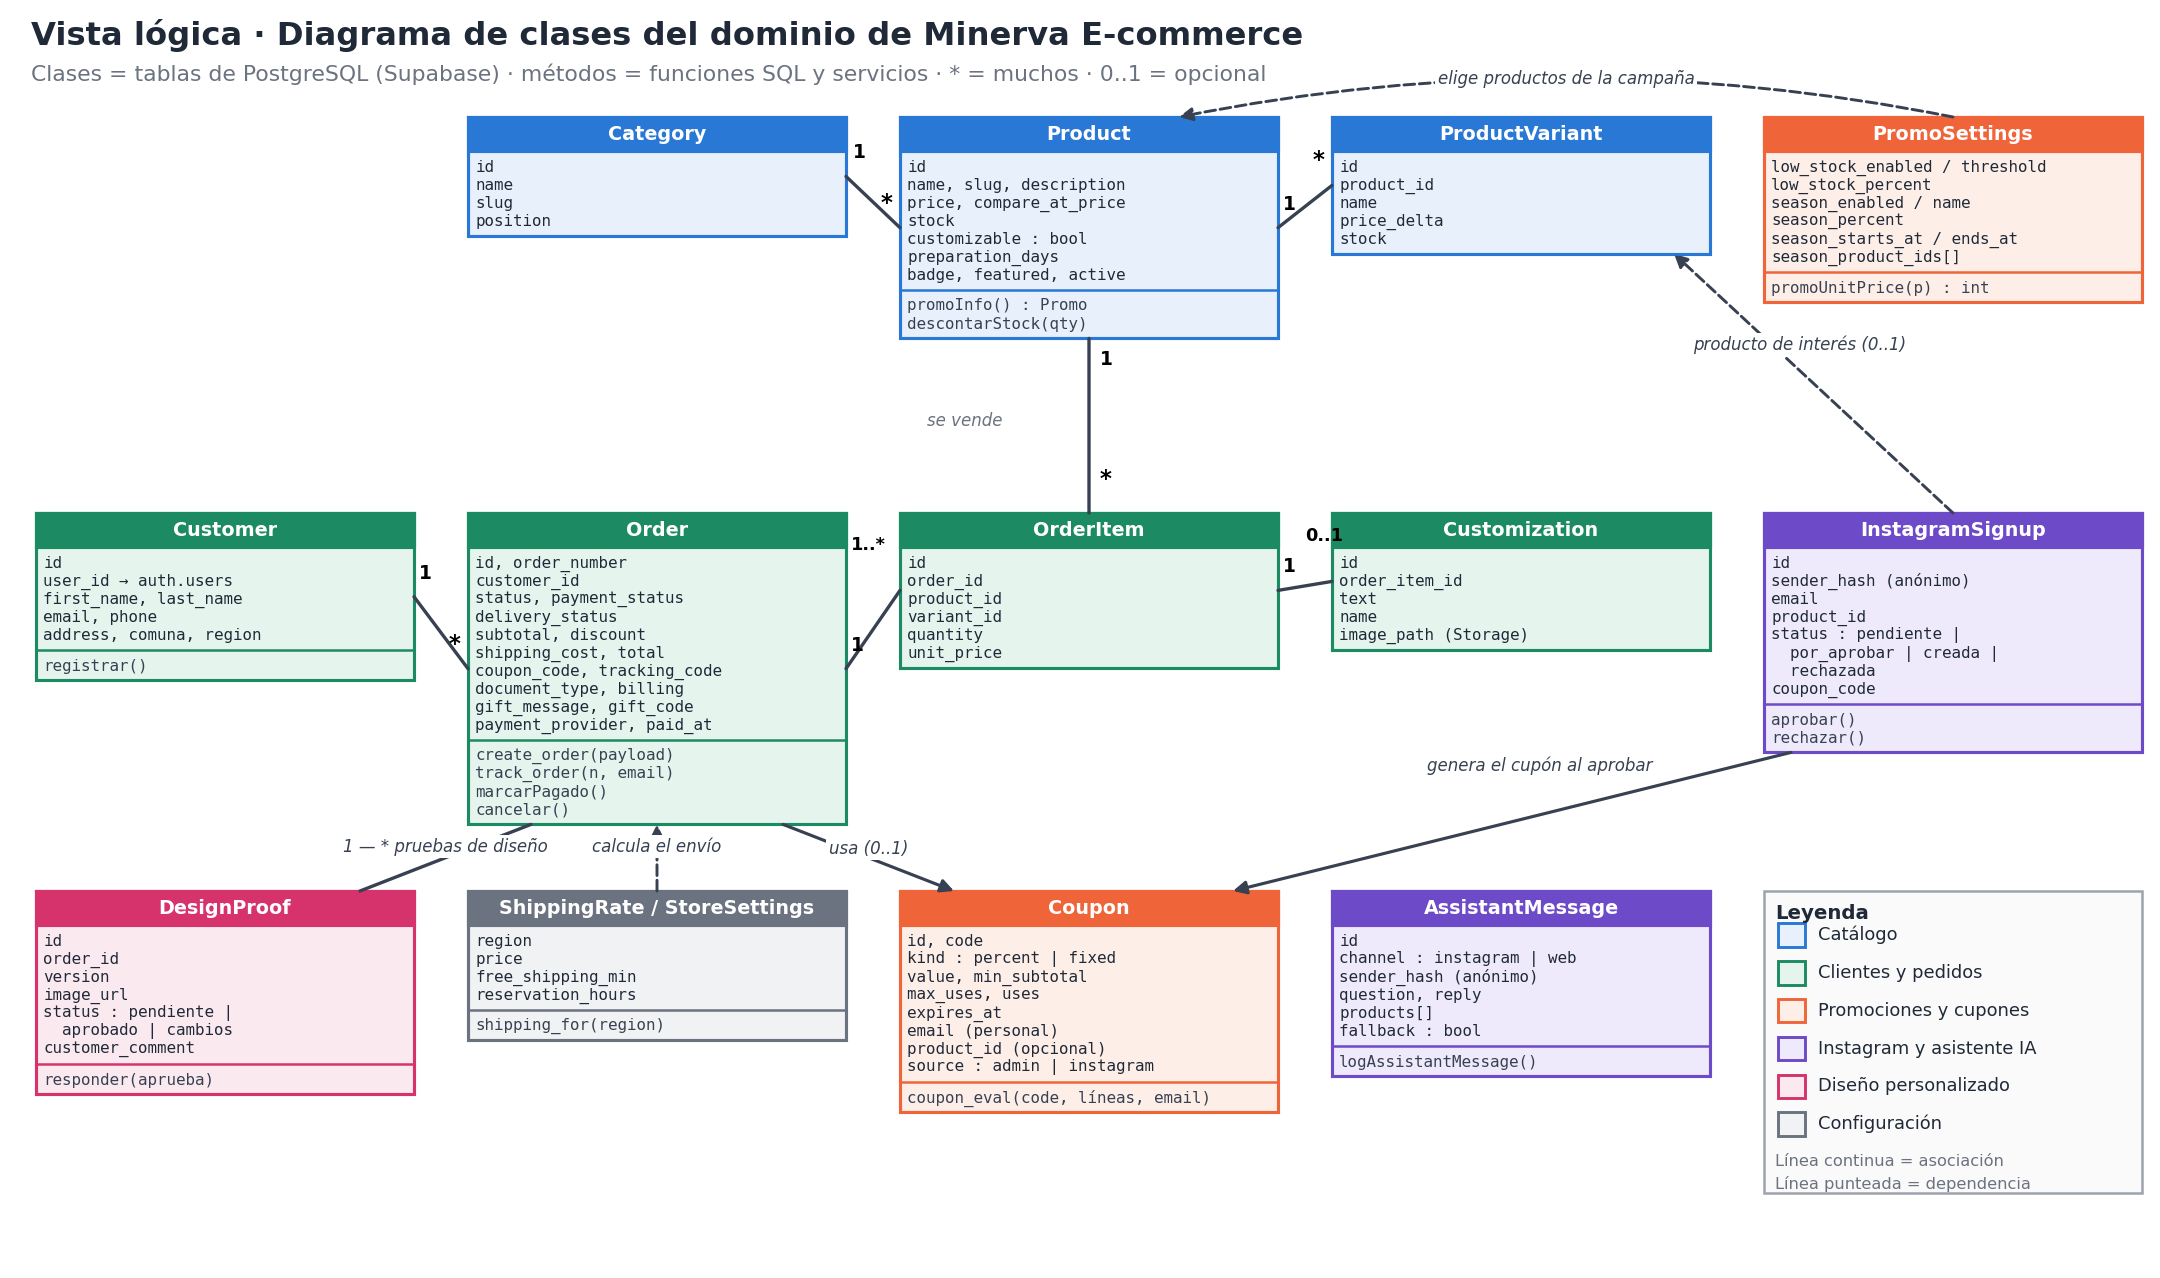 Vista lógica · Diagrama de clases del dominio de Minerva E-commerce
Clases = tablas de PostgreSQL (Supabase) · métodos = funciones SQL y servicios · * = muchos · 0..1 = opcional
elige productos de la campaña
Category
id
name
slug
position
1
*
Product
id
name, slug, description
price, compare_at_price
stock
customizable : bool
preparation_days
badge, featured, active
promoInfo() : Promo
descontarStock(qty)
*
1
ProductVariant
id
product_id
name
price_delta
stock
PromoSettings
low_stock_enabled / threshold
low_stock_percent
season_enabled / name
season_percent
season_starts_at / ends_at
season_product_ids[]
promoUnitPrice(p) : int
producto de interés (0..1)
1
se vende
*
Customer
id
user_id → auth.users
first_name, last_name
email, phone
address, comuna, region
registrar()
1
*
Order
id, order_number
customer_id
status, payment_status
delivery_status
subtotal, discount
shipping_cost, total
coupon_code, tracking_code
document_type, billing
gift_message, gift_code
payment_provider, paid_at
create_order(payload)
track_order(n, email)
marcarPagado()
cancelar()
1..*
1
OrderItem
id
order_id
product_id
variant_id
quantity
unit_price
0..1
1
Customization
id
order_item_id
text
name
image_path (Storage)
InstagramSignup
id
sender_hash (anónimo)
email
product_id
status : pendiente |
por_aprobar | creada |
rechazada
coupon_code
aprobar()
rechazar()
genera el cupón al aprobar
1 — * pruebas de diseño
calcula el envío
usa (0..1)
DesignProof
id
order_id
version
image_url
status : pendiente |
aprobado | cambios
customer_comment
responder(aprueba)
ShippingRate / StoreSettings
region
price
free_shipping_min
reservation_hours
shipping_for(region)
Coupon
id, code
kind : percent | fixed
value, min_subtotal
max_uses, uses
expires_at
email (personal)
product_id (opcional)
source : admin | instagram
coupon_eval(code, líneas, email)
AssistantMessage
id
channel : instagram | web
sender_hash (anónimo)
question, reply
products[]
fallback : bool
logAssistantMessage()
Leyenda
Catálogo
Clientes y pedidos
Promociones y cupones
Instagram y asistente IA
Diseño personalizado
Configuración
Línea continua = asociación
Línea punteada = dependencia